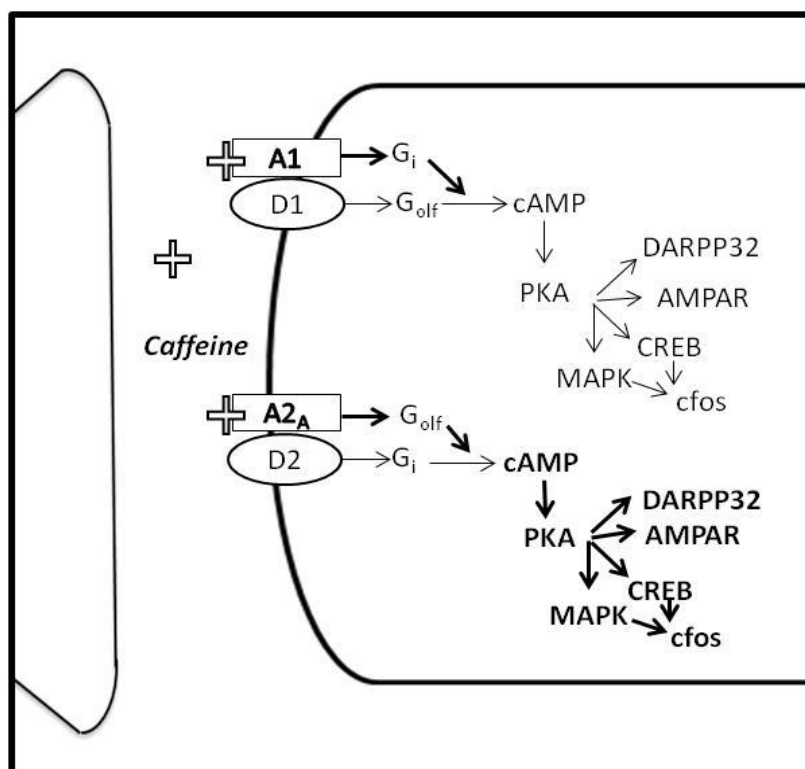 A1
Gi
D1
Golf
cAMP
PKA
DARPP32
AMPAR
CREB
MAPK
cfos
Caffeine
A2A
Golf
D2
Gi
cAMP
PKA
DARPP32
AMPAR
CREB
MAPK
cfos